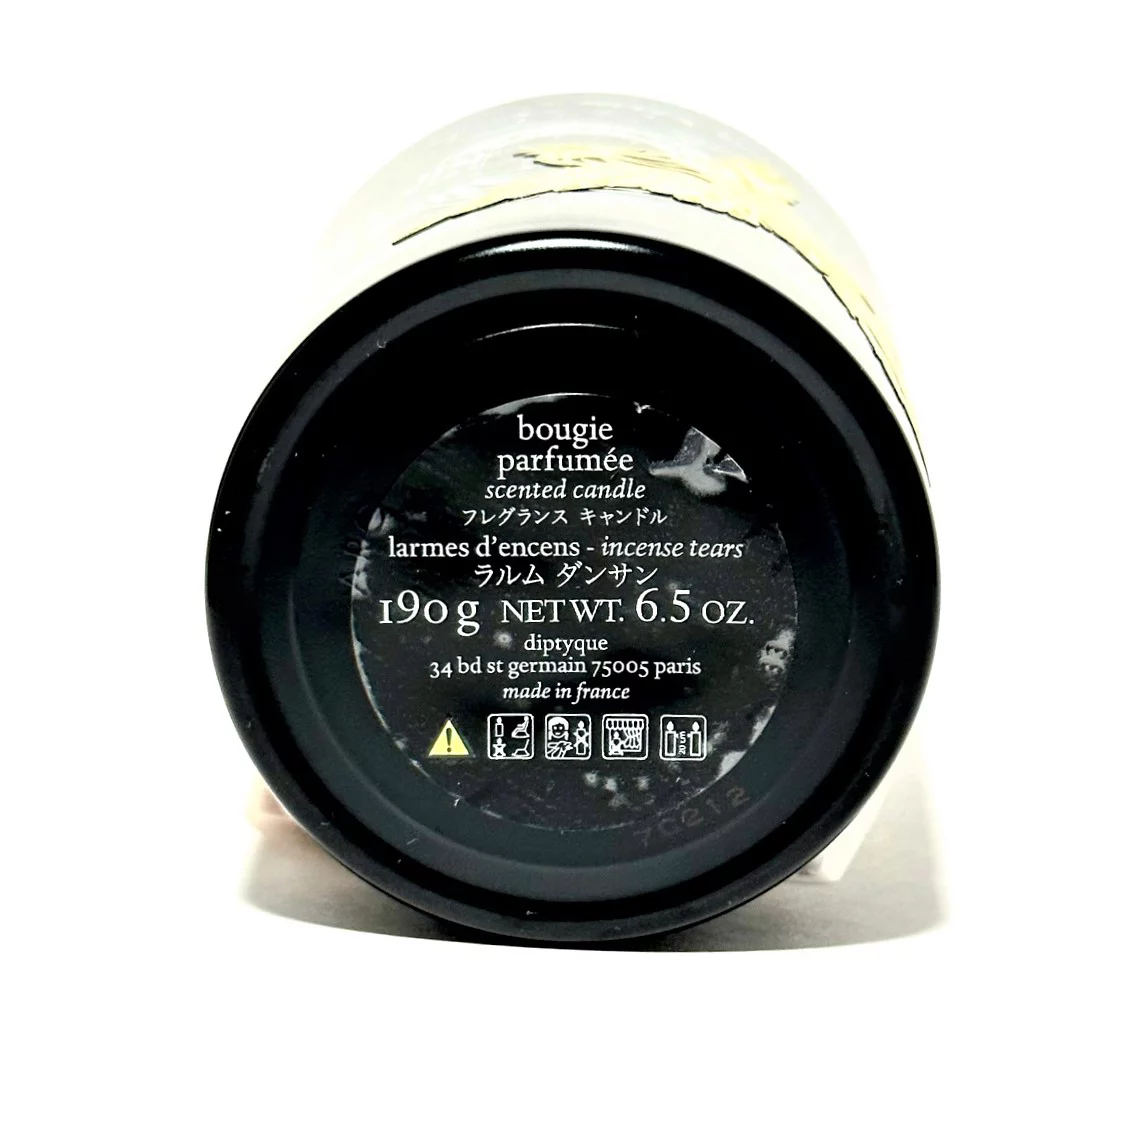 bougie
parfumée
scented candle
フレグランス キャンドル
larmes d'encens - incense tears
ラルム ダンサン
190 g NET WT. 6.5 OZ.
diptyque
34 bd st germain 75005 paris
made in france